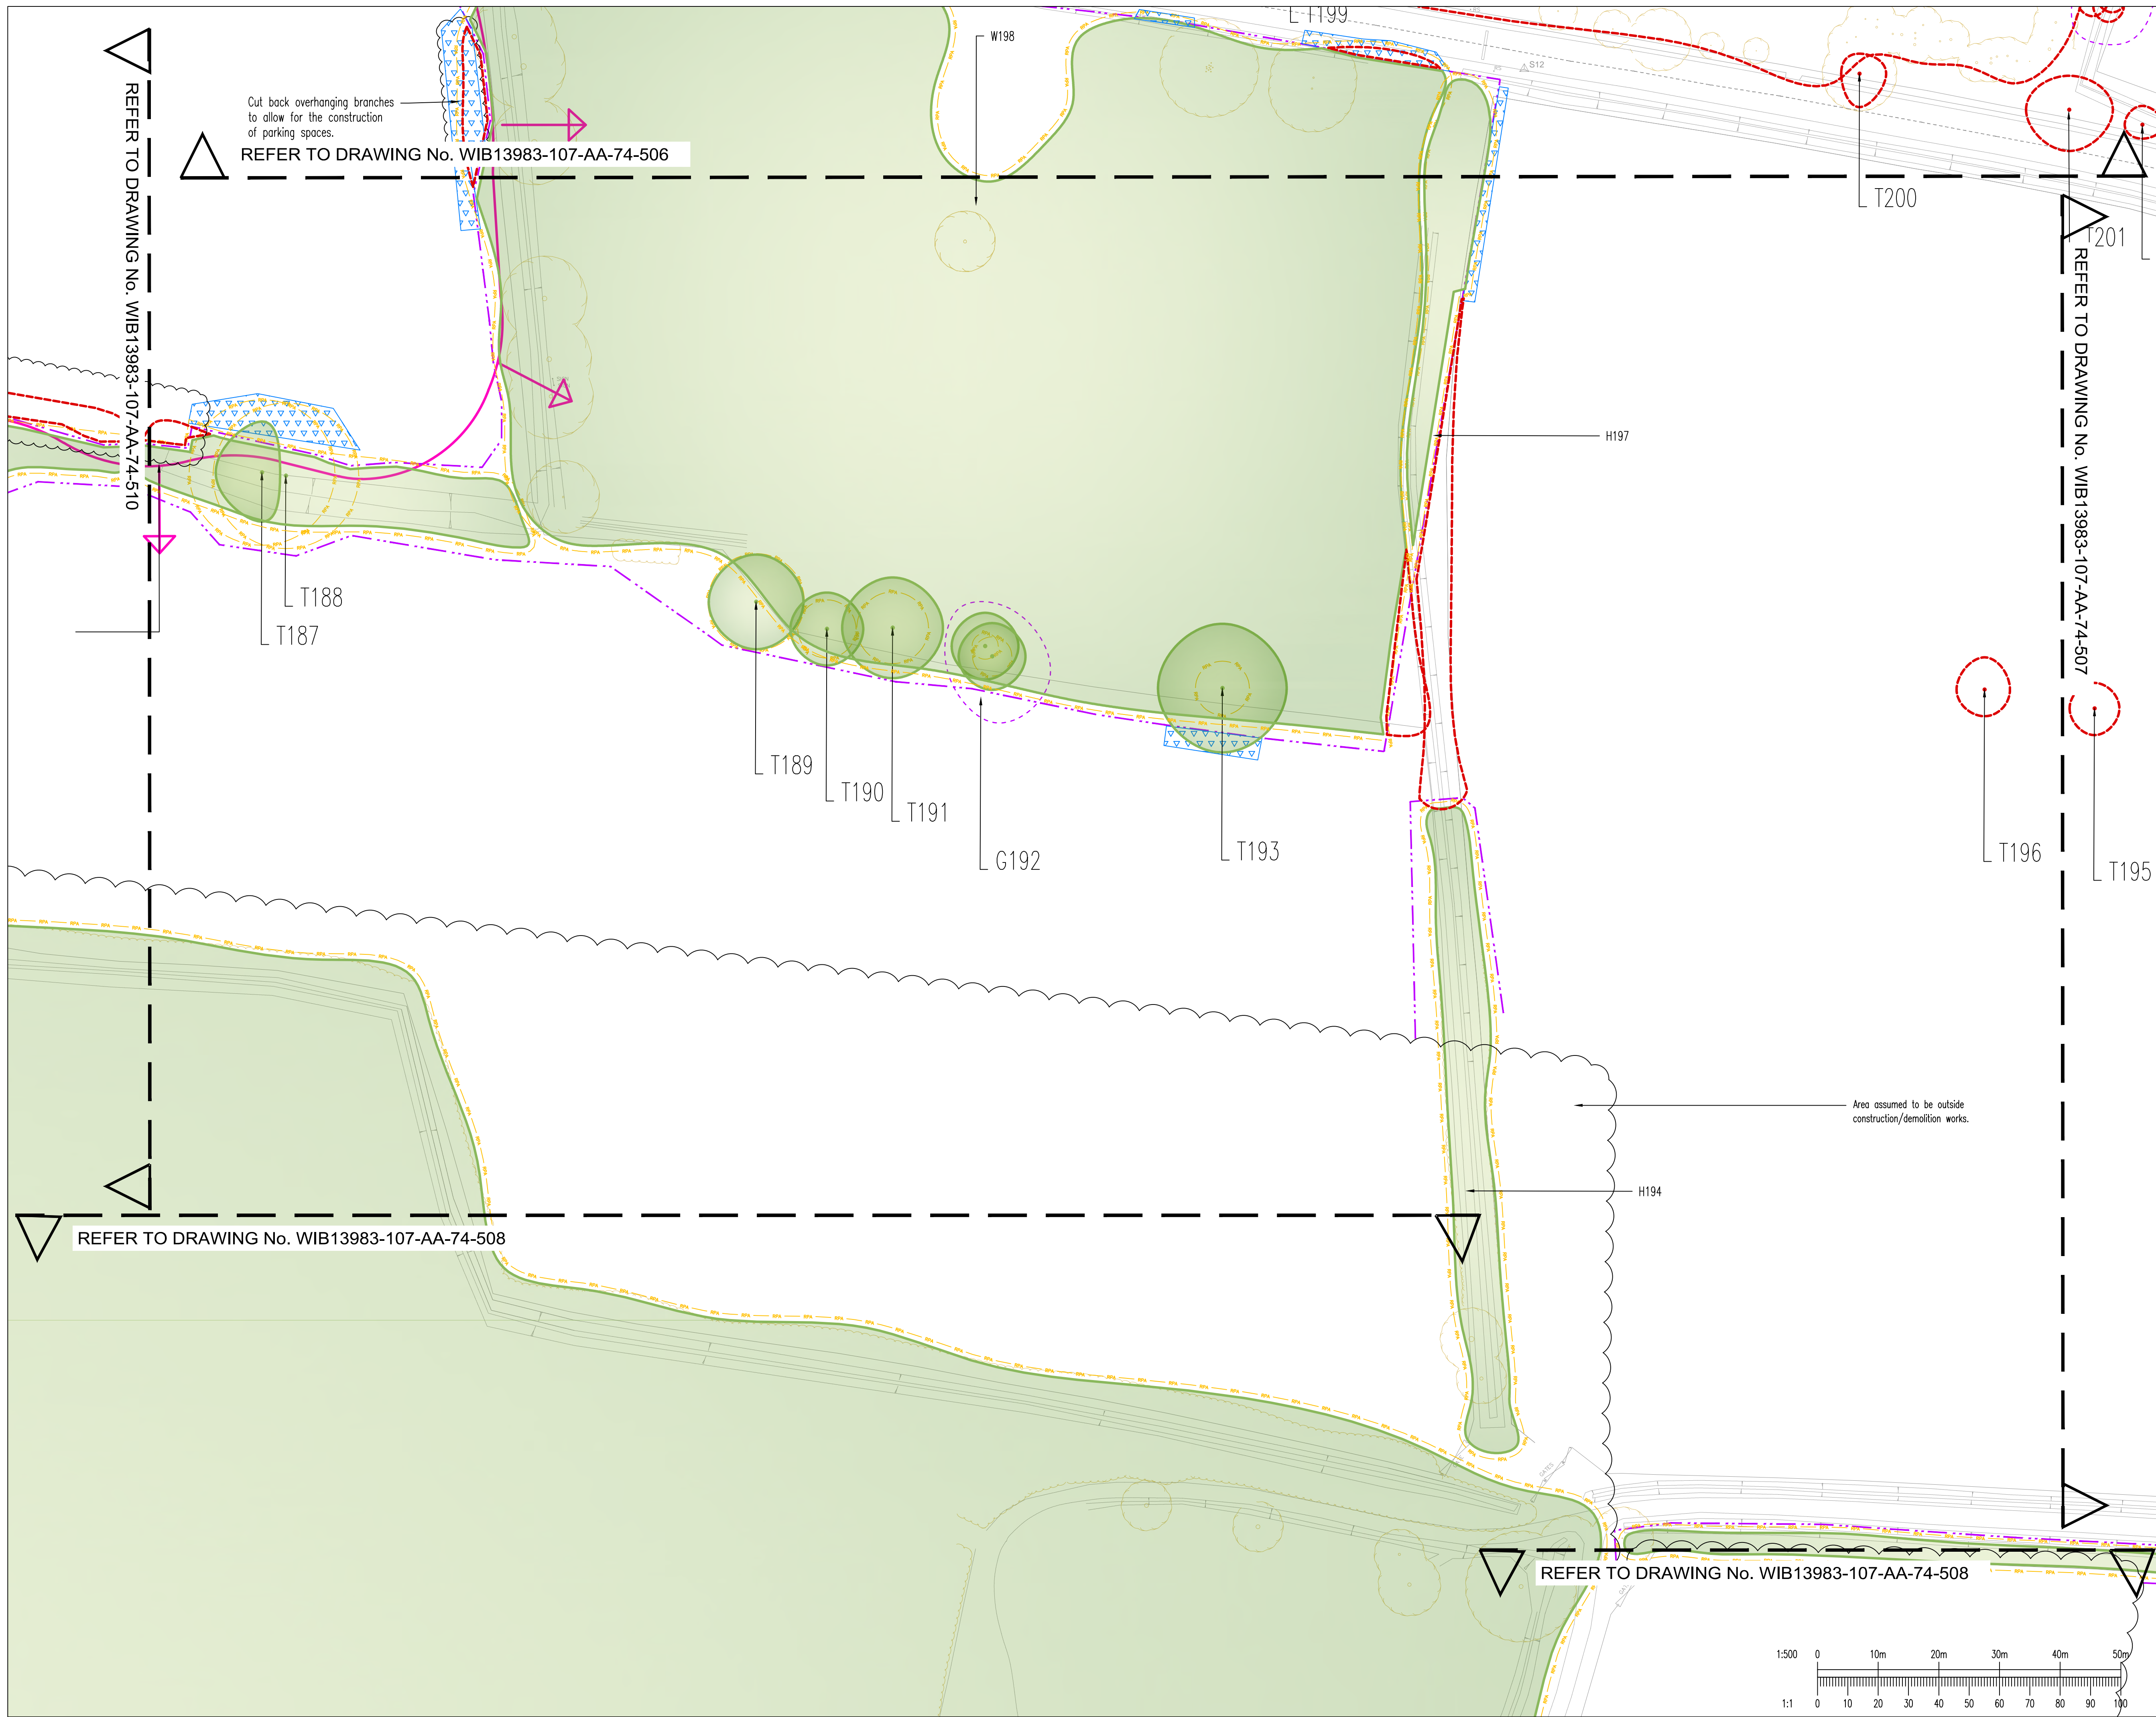 T199
W198
S12
Cut back overhanging branches
to allow for the construction
of parking spaces.
REFER TO DRAWING No. WIB13983-107-AA-74-506
REFER TO DRAWING No. WIB13983-107-AA-74-510
T200
T201
REFER TO DRAWING No. WIB13983-107-AA-74-507
H197
T188
T187
T189
T190
T191
G192
T193
T196
T195
Area assumed to be outside
construction/demolition works.
H194
REFER TO DRAWING No. WIB13983-107-AA-74-508
GATES
REFER TO DRAWING No. WIB13983-107-AA-74-508
1:500 0 10m 20m 30m 40m 50m
1:1 0 10 20 30 40 50 60 70 80 90 100